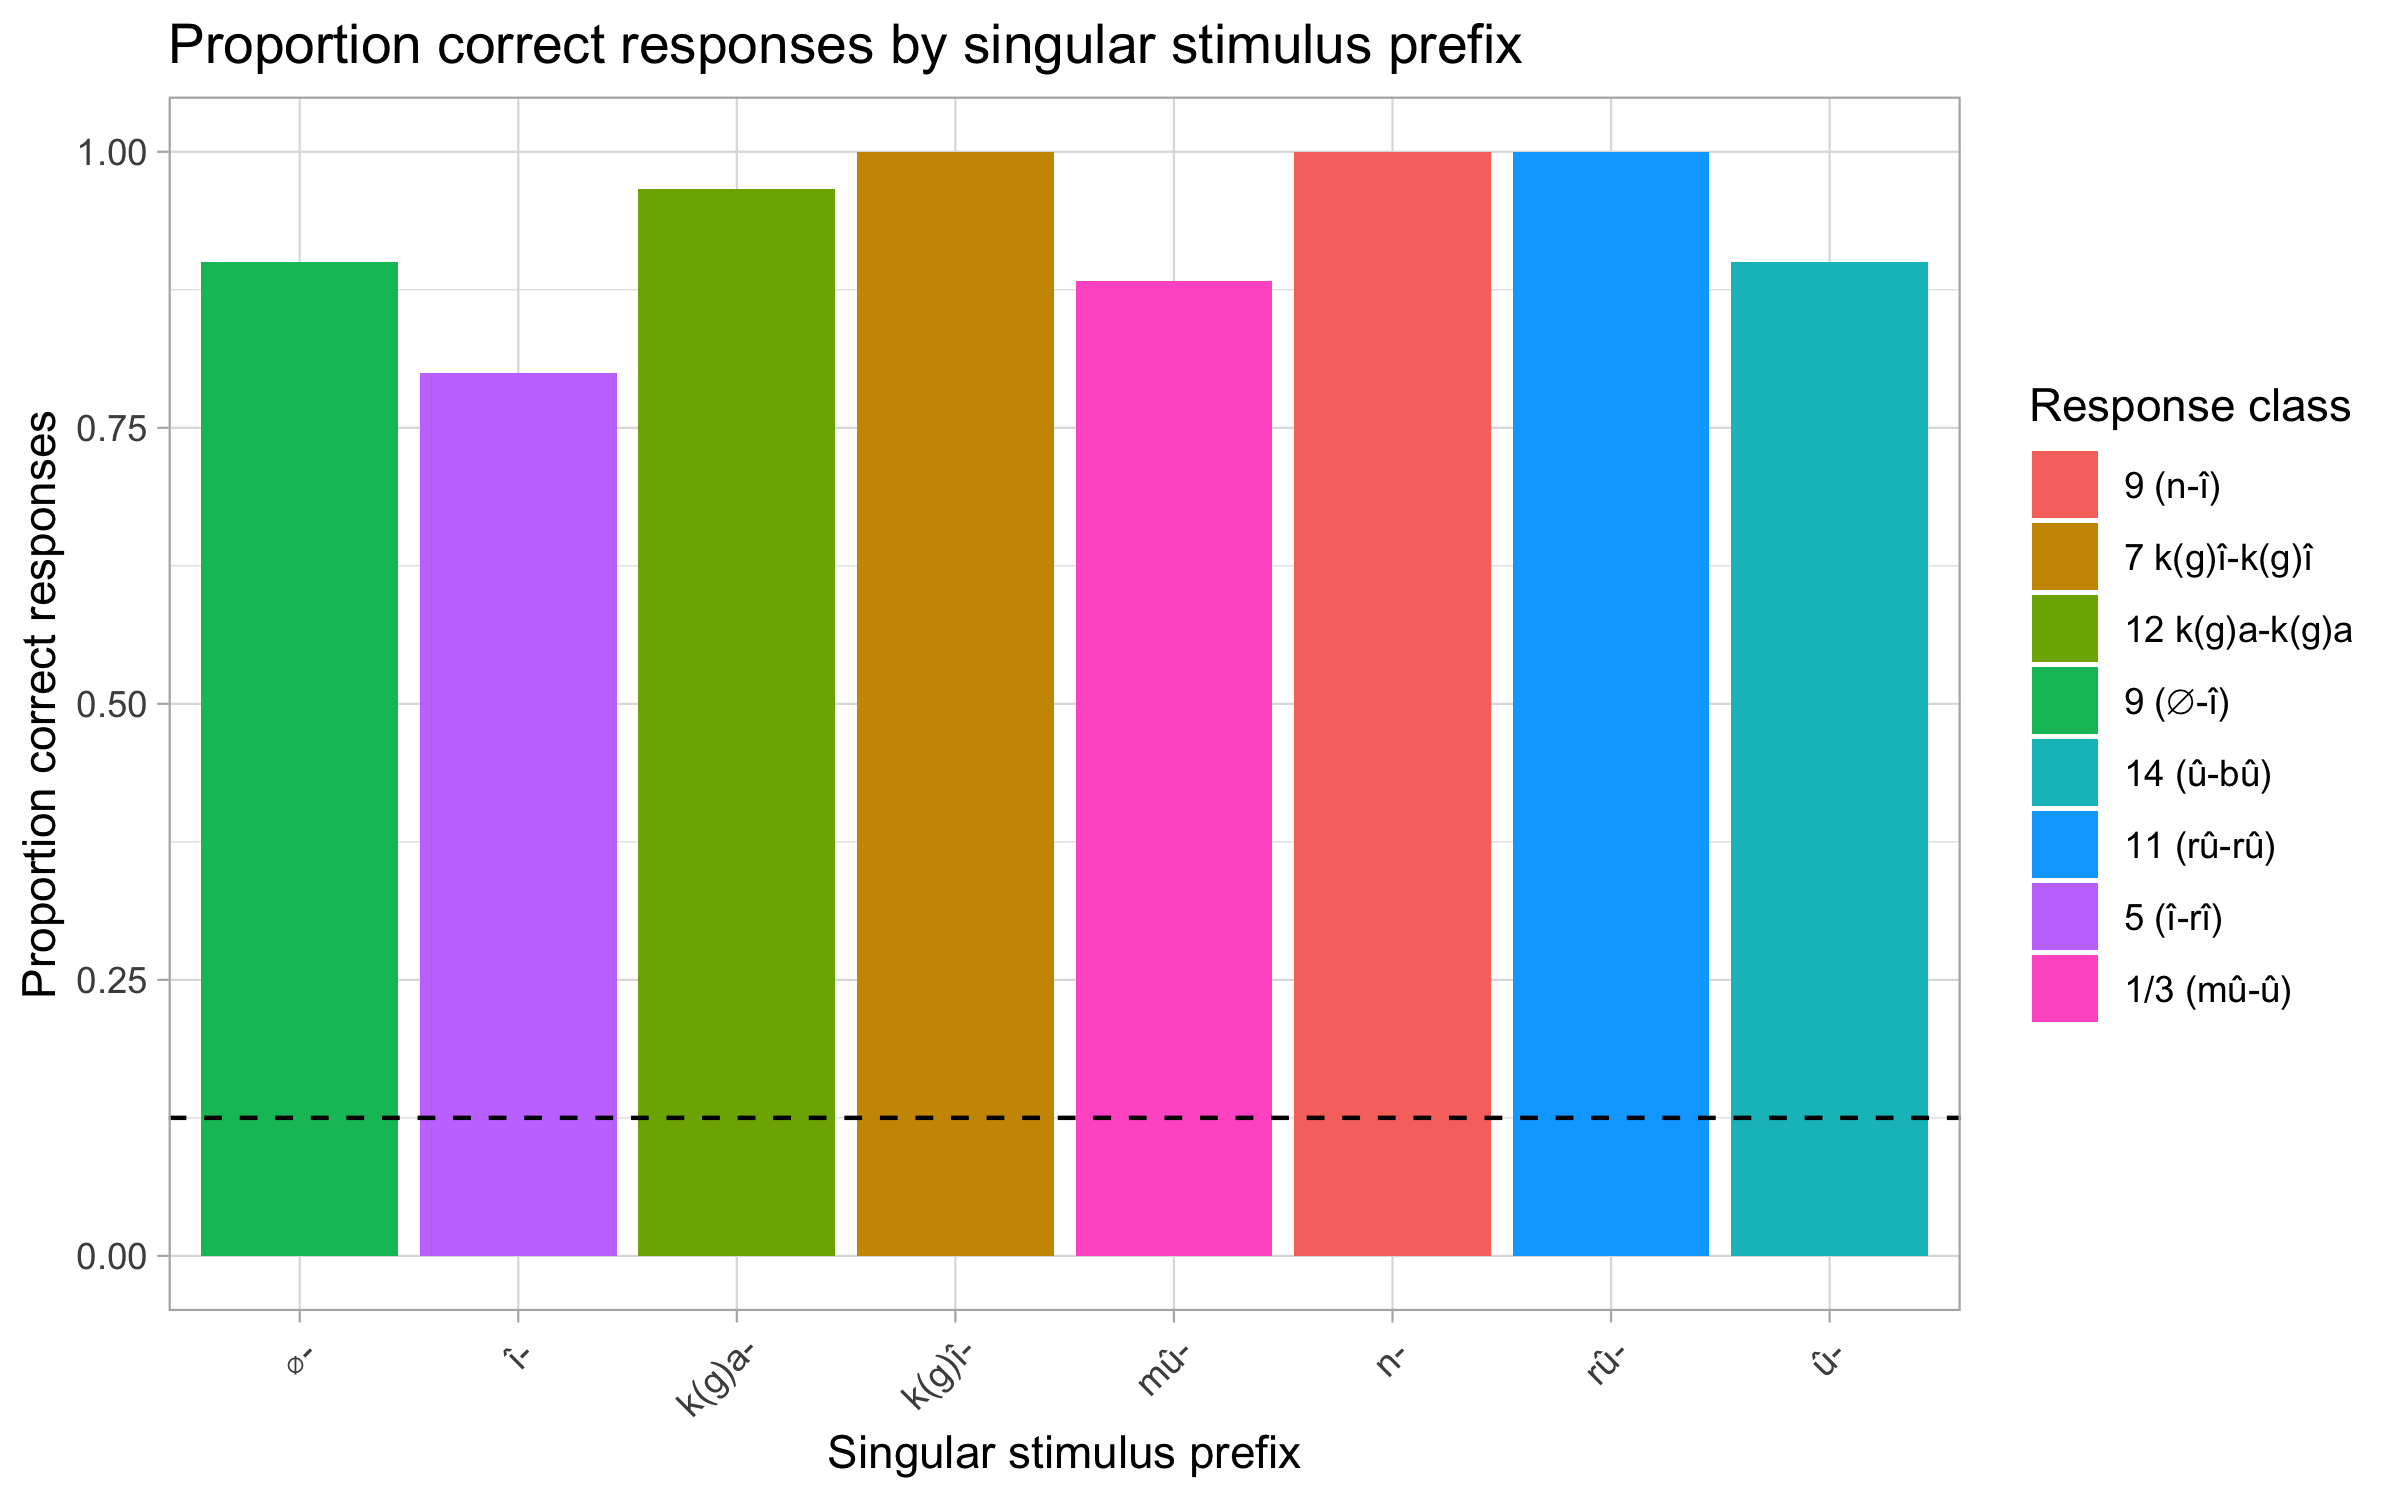 Proportion correct responses by singular stimulus prefix
Proportion correct responses
1.00
0.75
0.50
0.25
0.00
∅-
î-
k(g)a-
k(g)î-
mû-
n-
rû-
û-
Singular stimulus prefix
Response class
9 (n-î)
7 k(g)î-k(g)î
12 k(g)a-k(g)a
9 (∅-î)
14 (û-bû)
11 (rû-rû)
5 (î-rî)
1/3 (mû-û)